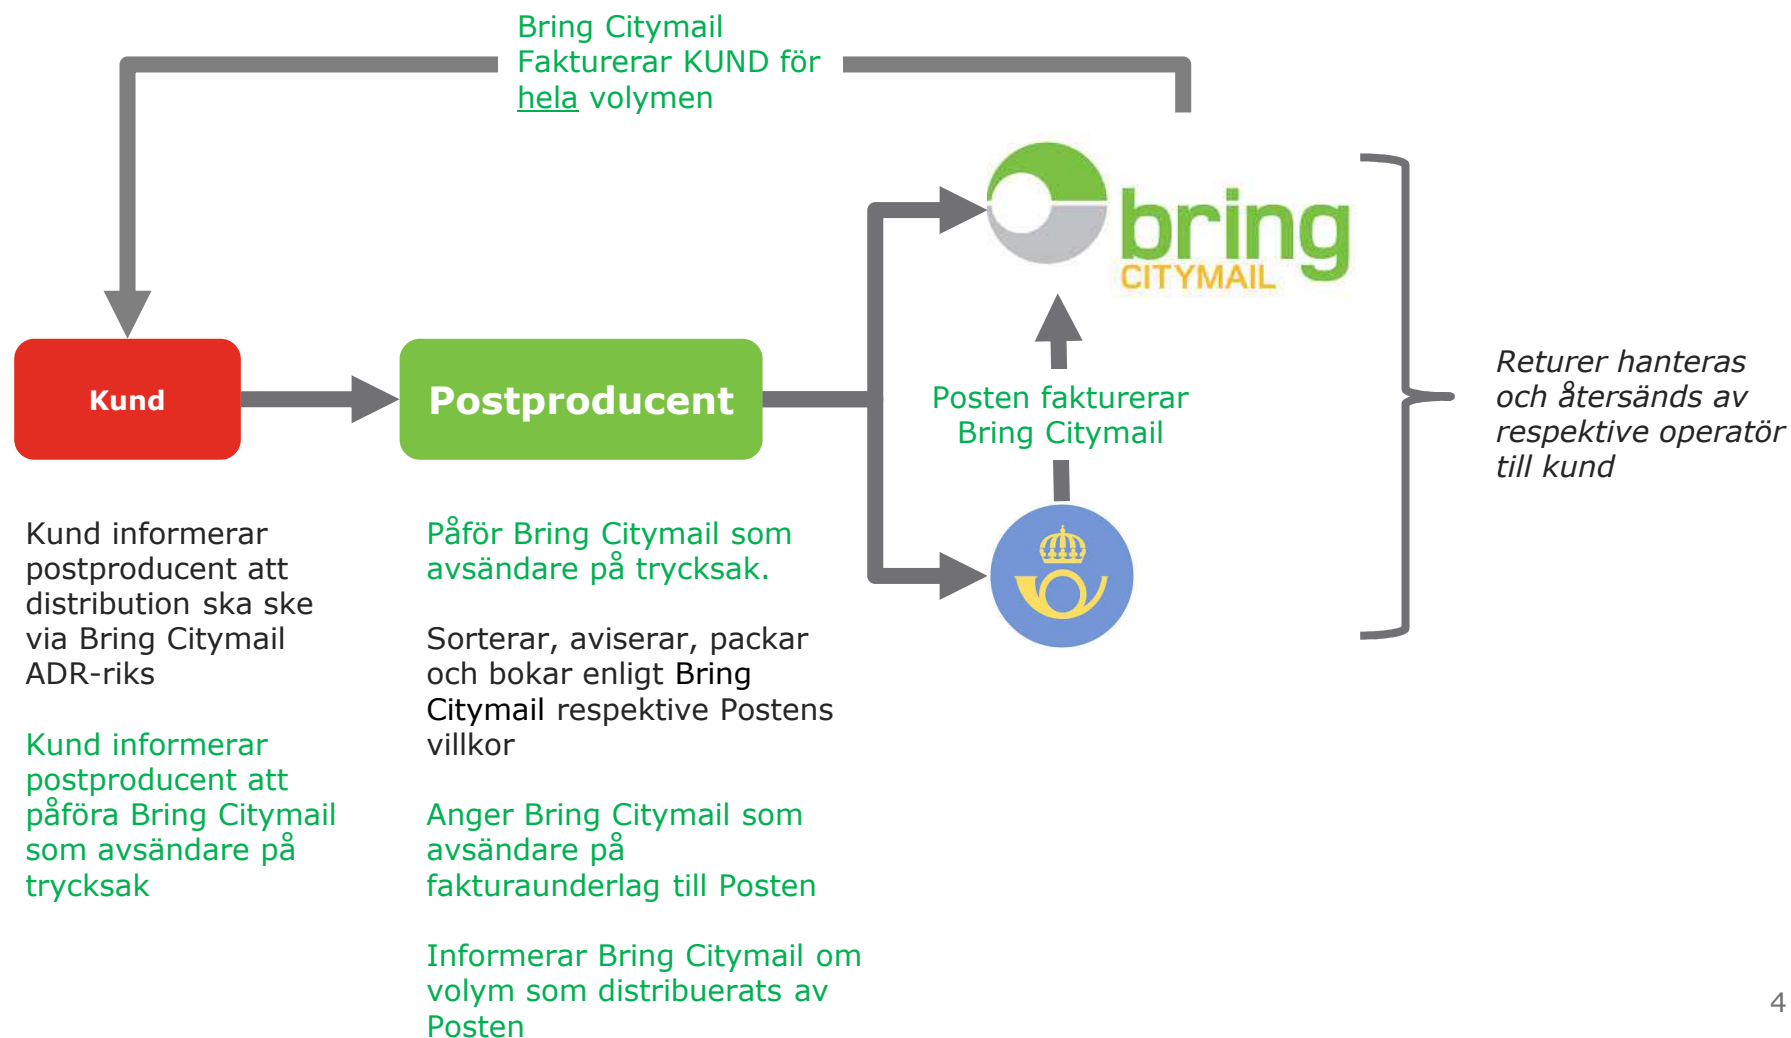 Bring Citymail
Fakturerar KUND för
hela volymen
bring
CITYMAIL
Kund
Postproducent
Posten fakturerar
Bring Citymail
Returer hanteras
och återsänds av
respektive operatör
till kund
Kund informerar
postproducent att
distribution ska ske
via Bring Citymail
ADR-riks
Kund informerar
postproducent att
påföra Bring Citymail
som avsändare på
trycksak
Påför Bring Citymail som
avsändare på trycksak.
Sorterar, aviserar, packar
och bokar enligt Bring
Citymail respektive Postens
villkor
Anger Bring Citymail som
avsändare på
fakturaunderlag till Posten
Informerar Bring Citymail om
volym som distribuerats av
Posten
4